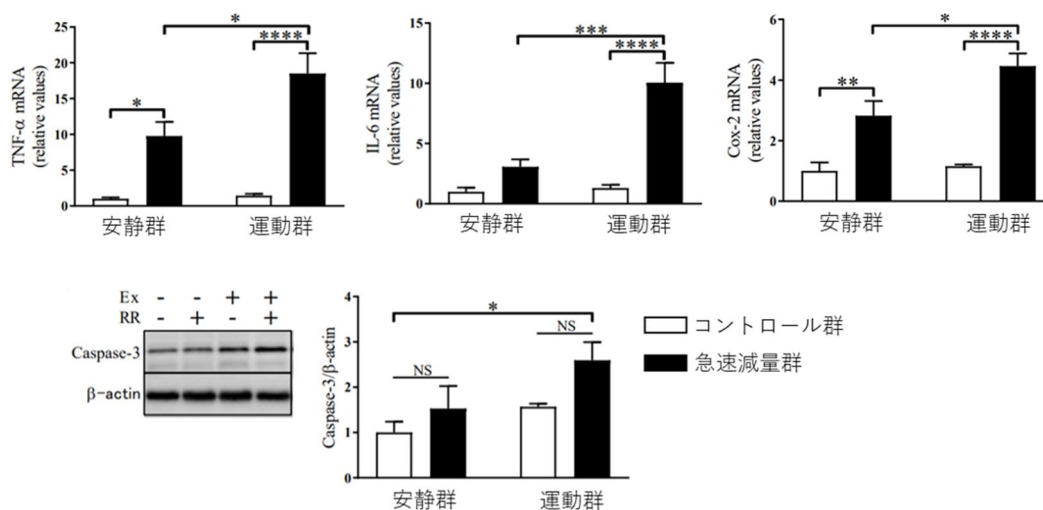 TNF-α mRNA
(relative values)
25
20
15
10
5
0
*
*
****
安静群
運動群
IL-6 mRNA
(relative values)
15
10
5
0
***
****
安静群
運動群
Cox-2 mRNA
(relative values)
6
4
2
0
**
*
****
安静群
運動群
Ex - - + +
RR - + - +
Caspase-3
β-actin
Caspase-3/β-actin
4
3
2
1
0
*
NS
NS
安静群
運動群
コントロール群
急速減量群